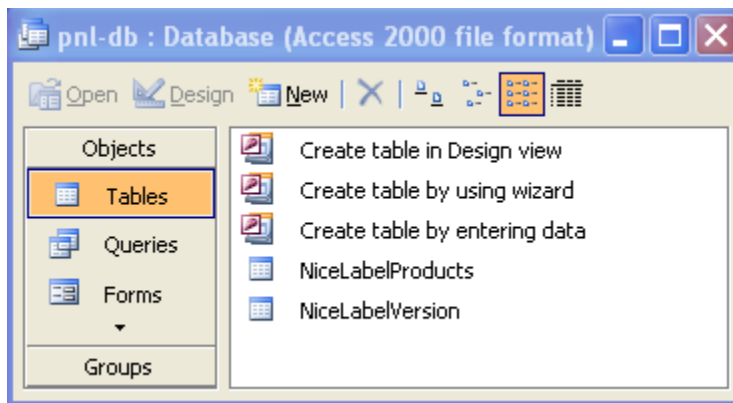 pnl-db : Database (Access 2000 file format)
Open Design New
Objects
Tables
Queries
Forms
Groups
Create table in Design view
Create table by using wizard
Create table by entering data
NiceLabelProducts
NiceLabelVersion